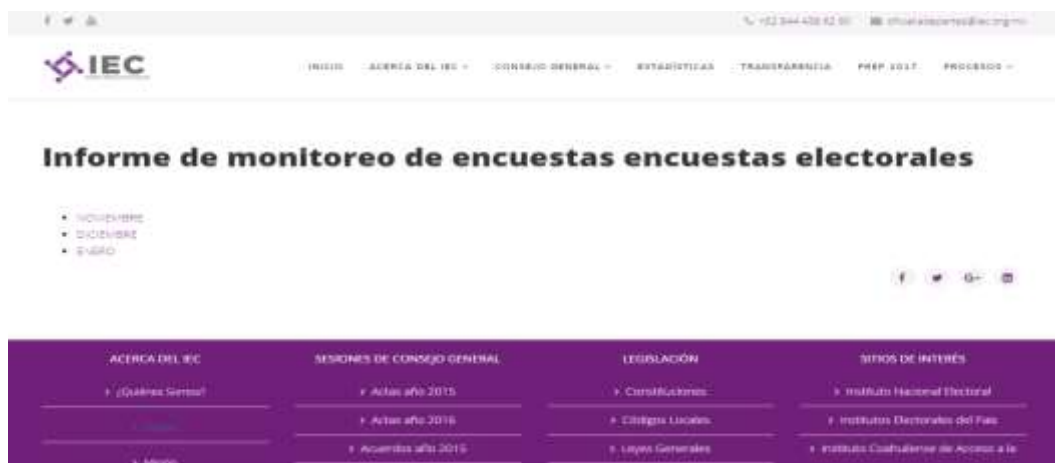 IEC
INICIO ACERCA DEL IEC CONSEJO GENERAL ESTADÍSTICAS TRANSPARENCIA PREP 2017 PROCESOS
Informe de monitoreo de encuestas encuestas electorales
NOVIEMBRE
DICIEMBRE
ENERO
ACERCA DEL IEC SESIONES DE CONSEJO GENERAL LEGISLACIÓN SITIOS DE INTERÉS
¿Quiénes Somos? Actas año 2015 Constituciones Instituto Nacional Electoral
Actas año 2016 Códigos Locales Institutos Electorales del País
Misión Acuerdos año 2015 Leyes Generales Instituto Coahuilense de Acceso a la